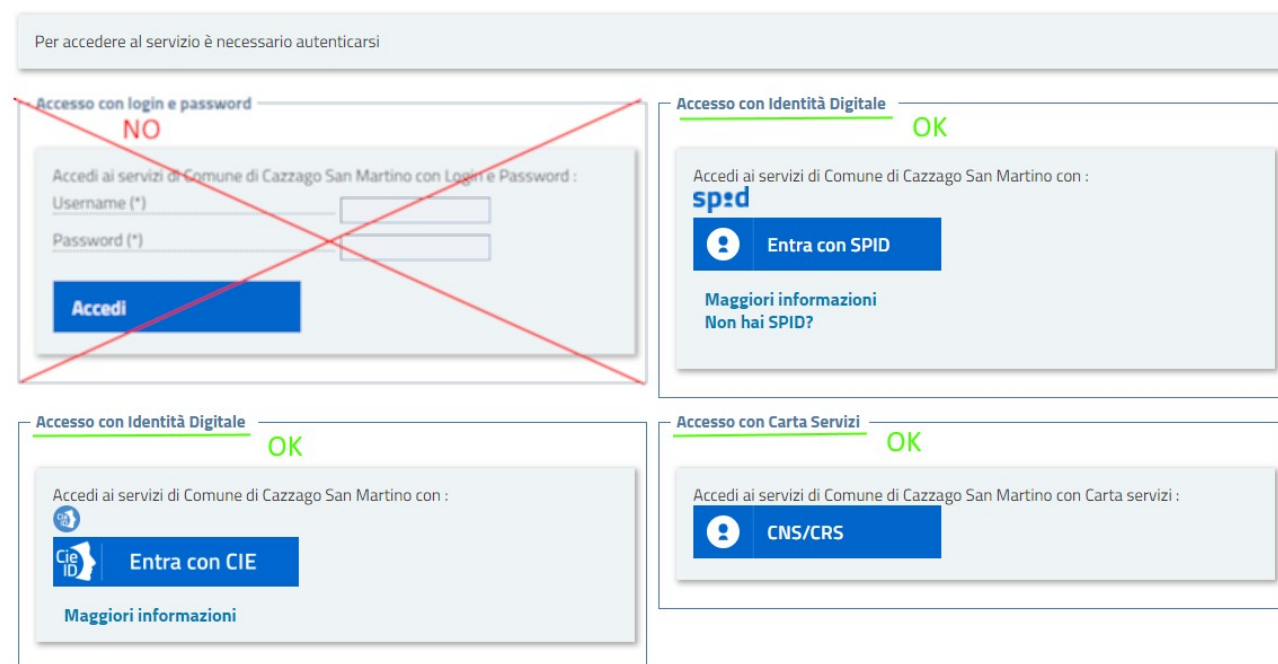 Per accedere al servizio è necessario autenticarsi
Accesso con login e password
NO
Accedi ai servizi di Comune di Cazzago San Martino con Login e Password :
Username (*)
Password (*)
Accedi
Accesso con Identità Digitale
OK
Accedi ai servizi di Comune di Cazzago San Martino con :
spid
Entra con SPID
Maggiori informazioni
Non hai SPID?
Accesso con Identità Digitale
OK
Accedi ai servizi di Comune di Cazzago San Martino con :
Cie ID
Entra con CIE
Maggiori informazioni
Accesso con Carta Servizi
OK
Accedi ai servizi di Comune di Cazzago San Martino con Carta servizi :
CNS/CRS